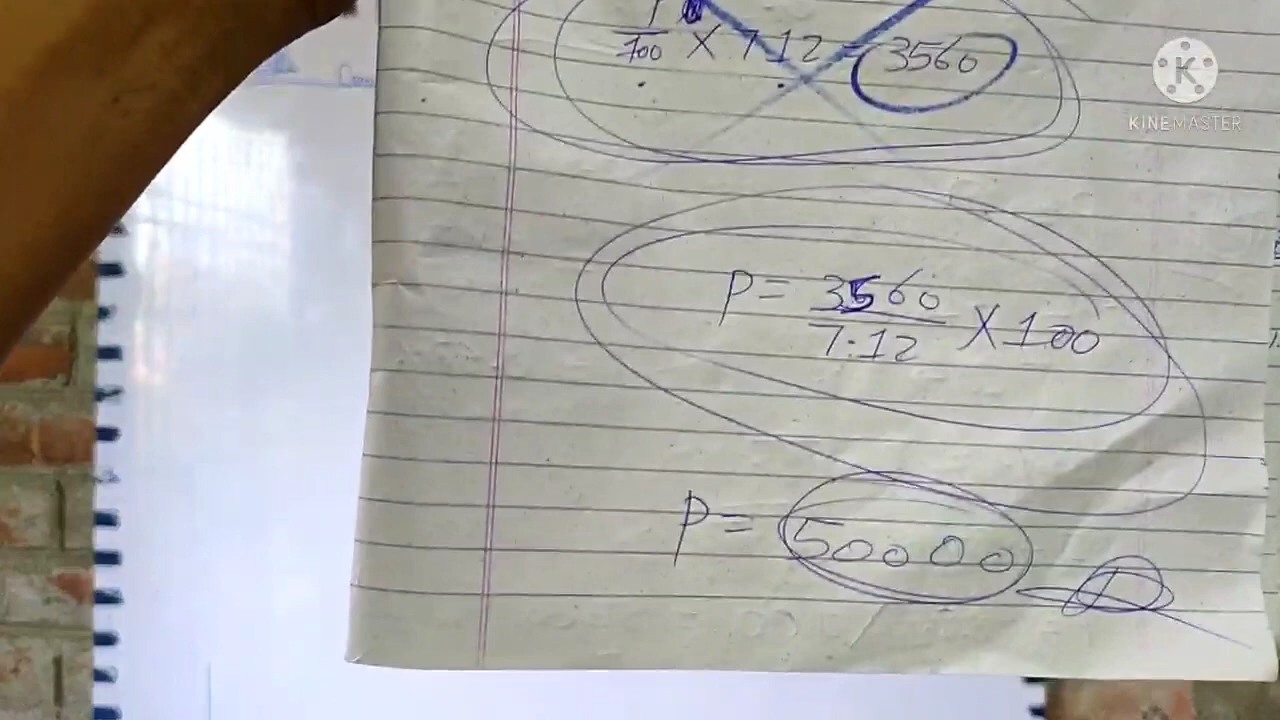 P/100 X 7.12 = 3560
K
KINEMASTER
P = 3560/7.12 X 100
P = 50000